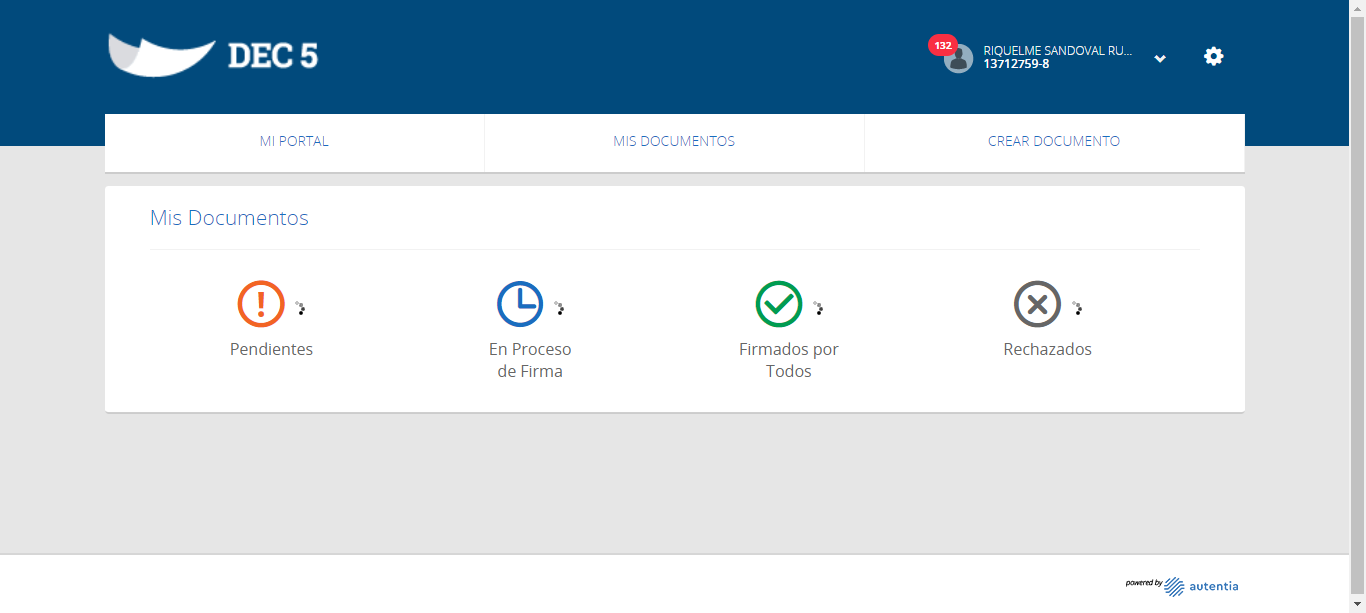 DEC 5
132
RIQUELME SANDOVAL RU...
13712759-8
MI PORTAL
MIS DOCUMENTOS
CREAR DOCUMENTO
Mis Documentos
Pendientes
En Proceso
de Firma
Firmados por
Todos
Rechazados
powered by autentia